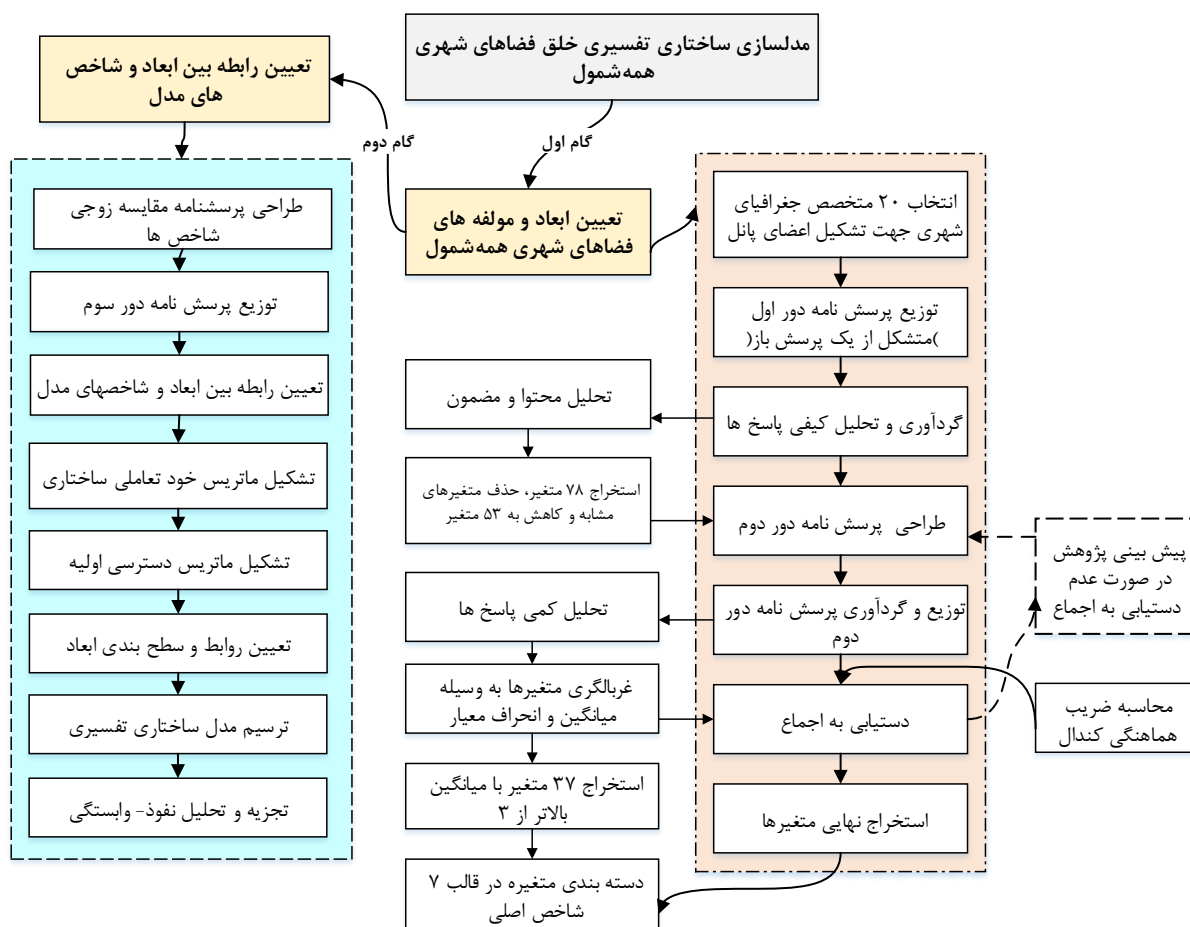 مدلسازی ساختاری تفسیری خلق فضاهای شهری
همه‌شمول
گام اول
تعیین ابعاد و مولفه های
فضاهای شهری همه‌شمول
انتخاب ۲۰ متخصص جغرافیای
شهری جهت تشکیل اعضای پانل
توزیع پرسش نامه دور اول
)متشکل از یک پرسش باز(
گردآوری و تحلیل کیفی پاسخ ها
تحلیل محتوا و مضمون
استخراج ۷۸ متغیر، حذف متغیرهای
مشابه و کاهش به ۵۳ متغیر
طراحی پرسش نامه دور دوم
توزیع و گردآوری پرسش نامه دور
دوم
تحلیل کمی پاسخ ها
غربالگری متغیرها به وسیله
میانگین و انحراف معیار
دستیابی به اجماع
پیش بینی پژوهش
در صورت عدم
دستیابی به اجماع
محاسبه ضریب
هماهنگی کندال
استخراج ۳۷ متغیر با میانگین
بالاتر از ۳
استخراج نهایی متغیرها
دسته بندی متغیره در قالب ۷
شاخص اصلی
گام دوم
تعیین رابطه بین ابعاد و شاخص
های مدل
طراحی پرسشنامه مقایسه زوجی
شاخص ها
توزیع پرسش نامه دور سوم
تعیین رابطه بین ابعاد و شاخصهای مدل
تشکیل ماتریس خود تعاملی ساختاری
تشکیل ماتریس دسترسی اولیه
تعیین روابط و سطح بندی ابعاد
ترسیم مدل ساختاری تفسیری
تجزیه و تحلیل نفوذ- وابستگی